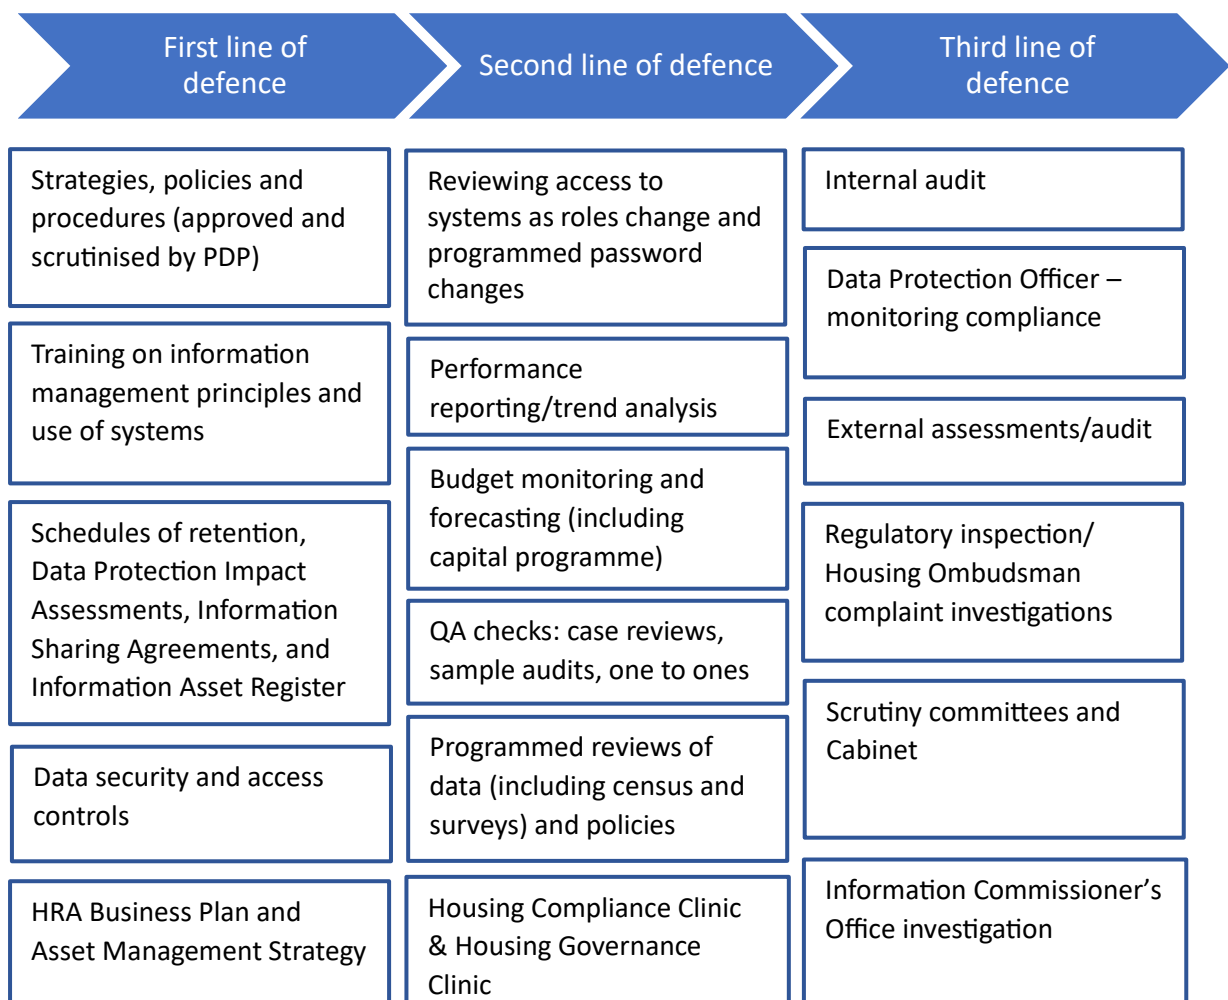 First line of
defence
Second line of defence
Third line of
defence
Strategies, policies and
procedures (approved and
scrutinised by PDP)
Training on information
management principles and
use of systems
Schedules of retention,
Data Protection Impact
Assessments, Information
Sharing Agreements, and
Information Asset Register
Data security and access
controls
HRA Business Plan and
Asset Management Strategy
Reviewing access to
systems as roles change and
programmed password
changes
Performance
reporting/trend analysis
Budget monitoring and
forecasting (including
capital programme)
QA checks: case reviews,
sample audits, one to ones
Programmed reviews of
data (including census and
surveys) and policies
Housing Compliance Clinic
& Housing Governance
Clinic
Internal audit
Data Protection Officer –
monitoring compliance
External assessments/audit
Regulatory inspection/
Housing Ombudsman
complaint investigations
Scrutiny committees and
Cabinet
Information Commissioner’s
Office investigation